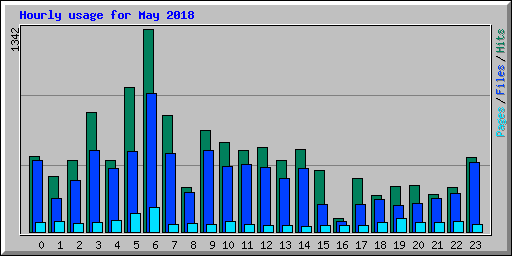 Hourly usage for May 2018
1342
Pages / Files / Hits
0 1 2 3 4 5 6 7 8 9 10 11 12 13 14 15 16 17 18 19 20 21 22 23